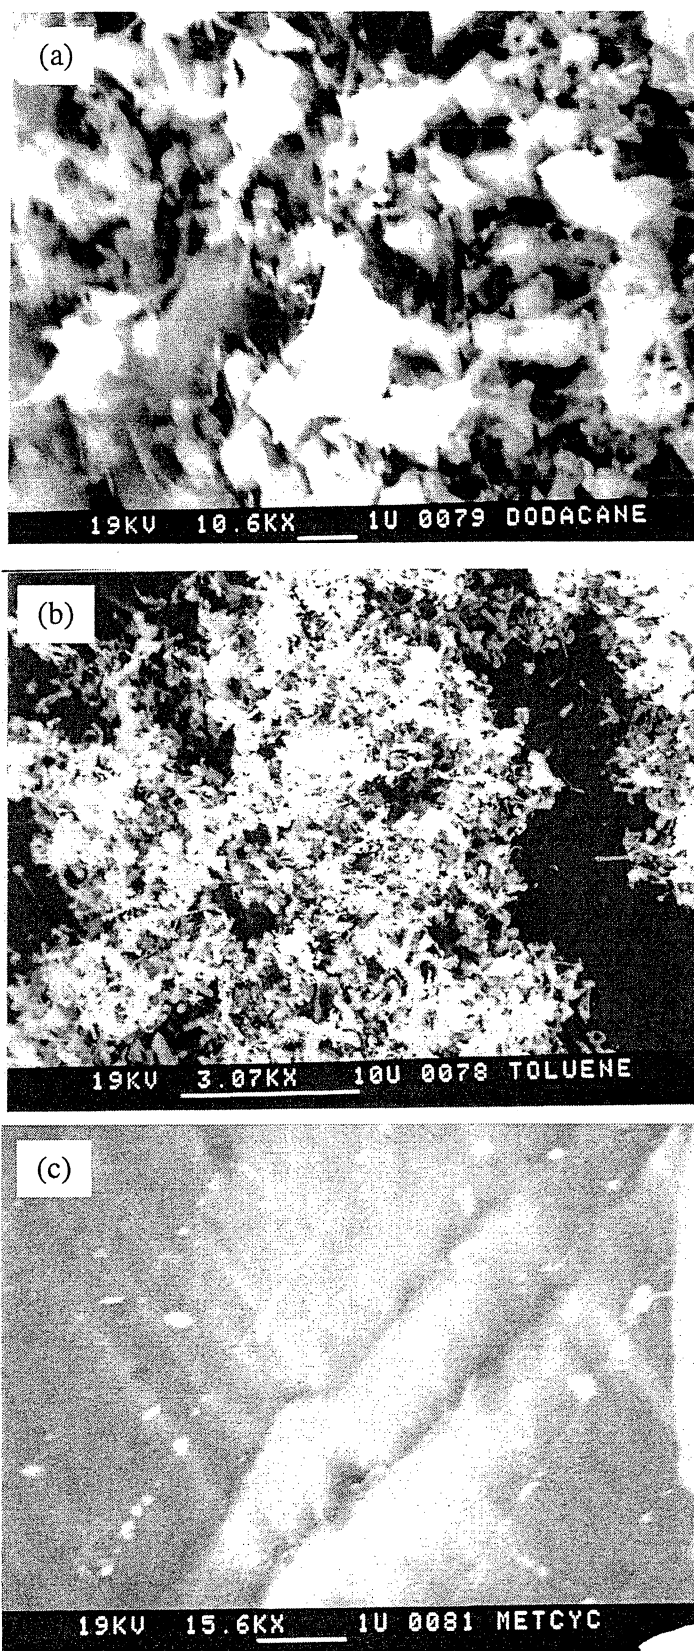 (a)
19KV 10.6KX 1U 0079 DODACANE
(b)
19KV 3.07KX 10U 0078 TOLUENE
(c)
19KV 15.6KX 1U 0081 METCYC